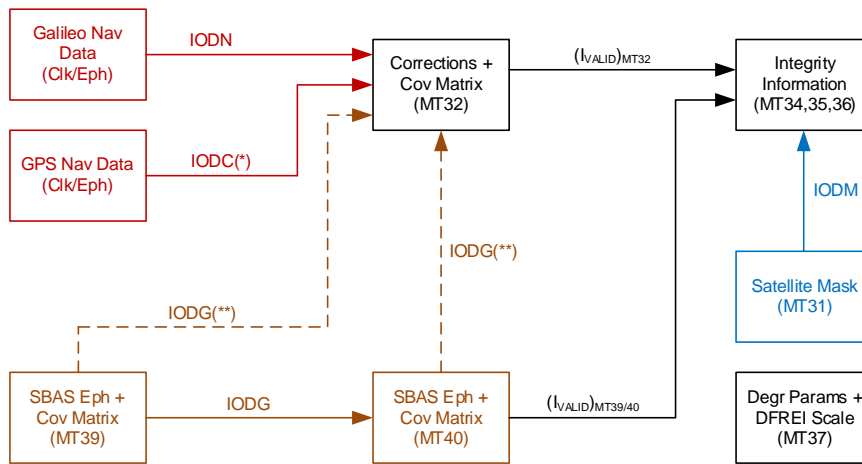 Galileo Nav
Data
(Clk/Eph)
IODN
Corrections +
Cov Matrix
(MT32)
(IVALID)MT32
Integrity
Information
(MT34,35,36)
GPS Nav Data
(Clk/Eph)
IODC(*)
IODM
IODG(**)
Satellite Mask
(MT31)
IODG(**)
SBAS Eph +
Cov Matrix
(MT39)
IODG
SBAS Eph +
Cov Matrix
(MT40)
(IVALID)MT39/40
Degr Params +
DFREI Scale
(MT37)